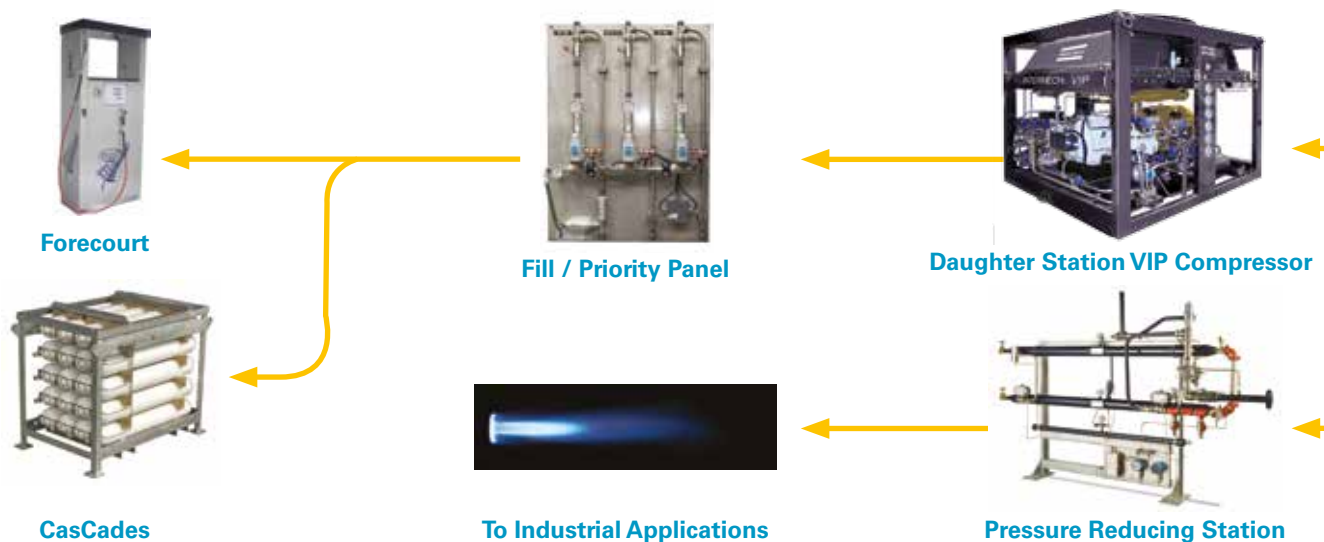 Forecourt
Fill / Priority Panel
Daughter Station VIP Compressor
CasCades
To Industrial Applications
Pressure Reducing Station